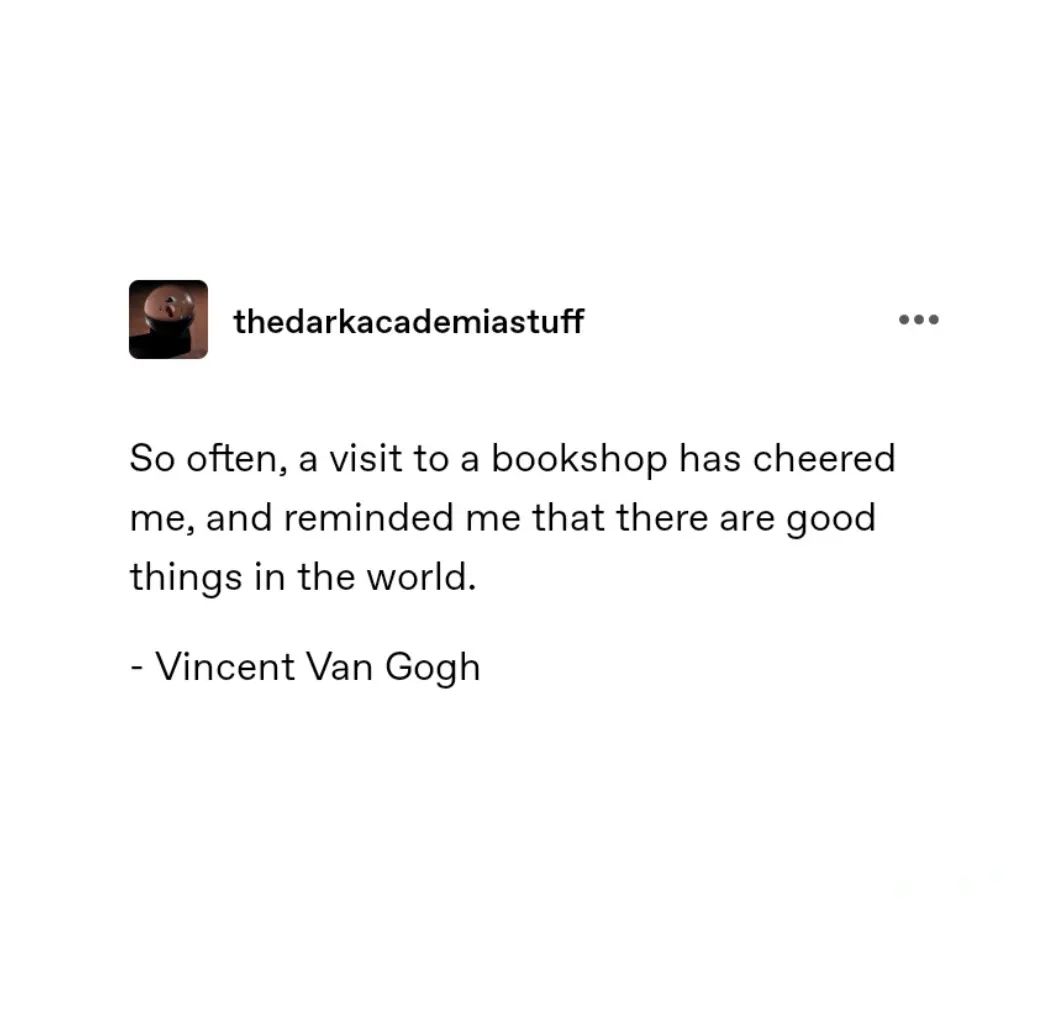 thedarkacademiastuff
So often, a visit to a bookshop has cheered
me, and reminded me that there are good
things in the world.
- Vincent Van Gogh